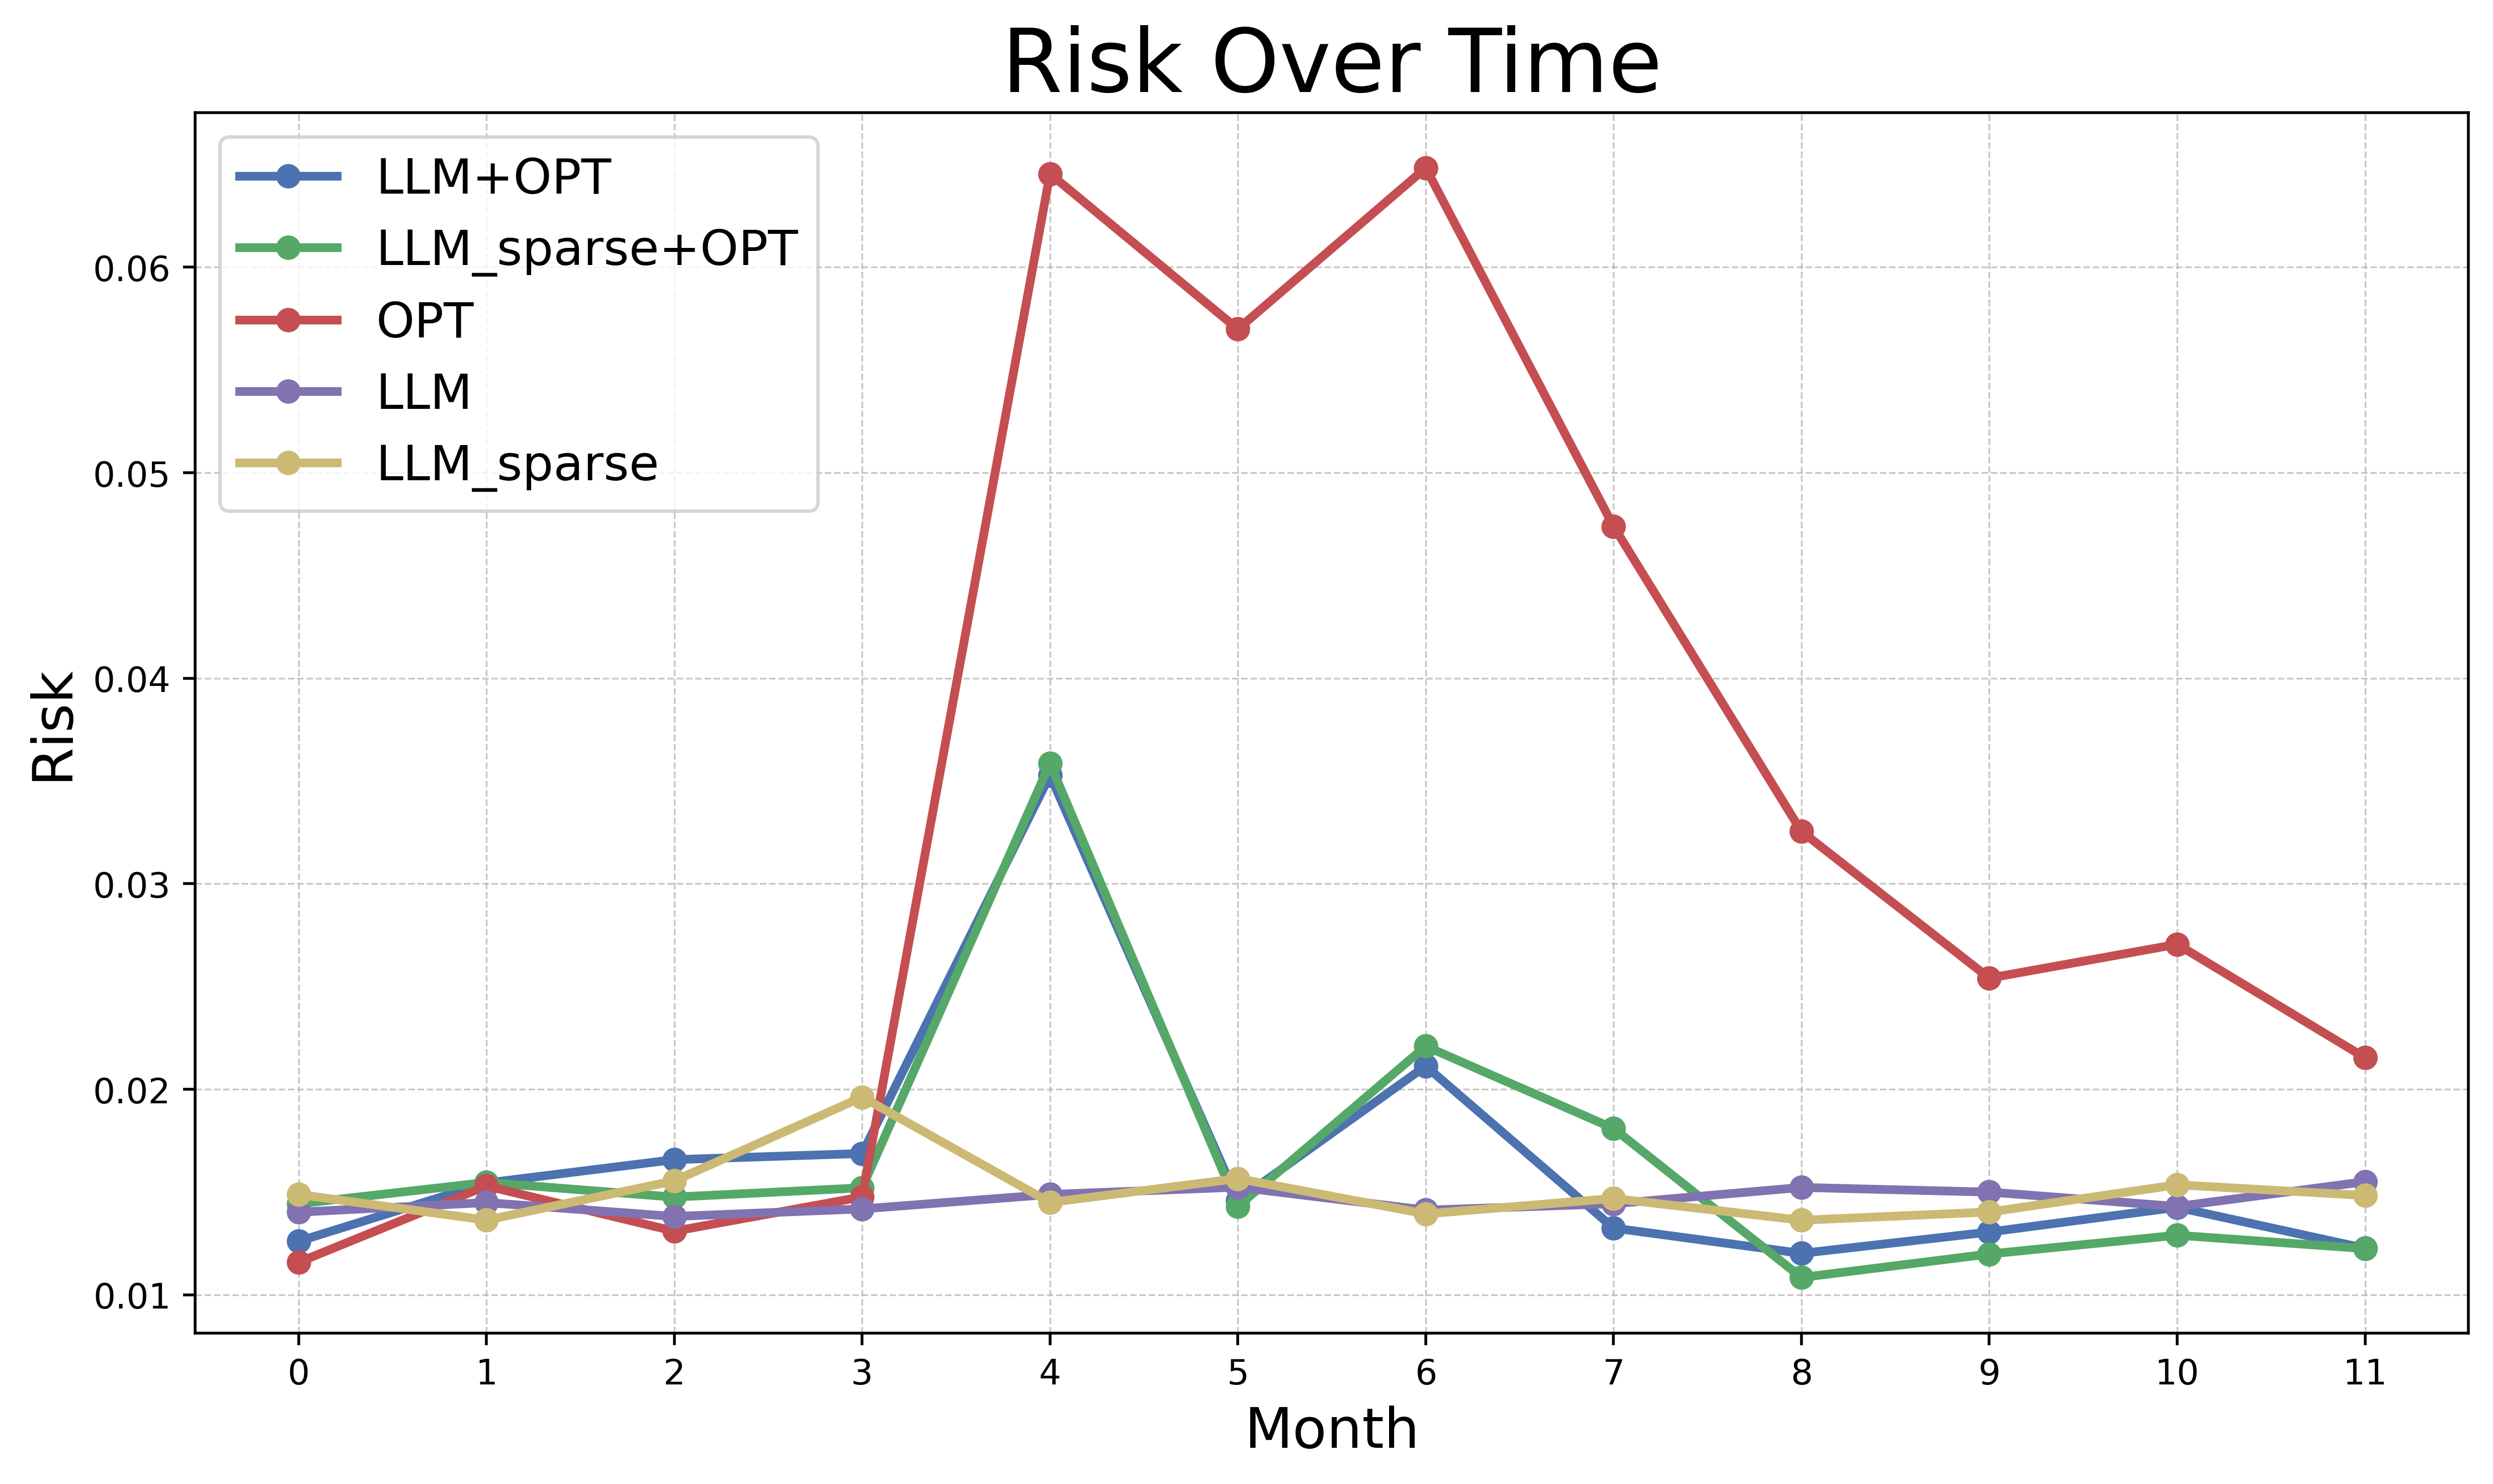 Risk Over Time
LLM+OPT
LLM_sparse+OPT
OPT
LLM
LLM_sparse
0.06
0.05
0.04
0.03
0.02
0.01
Risk
0 1 2 3 4 5 6 7 8 9 10 11
Month